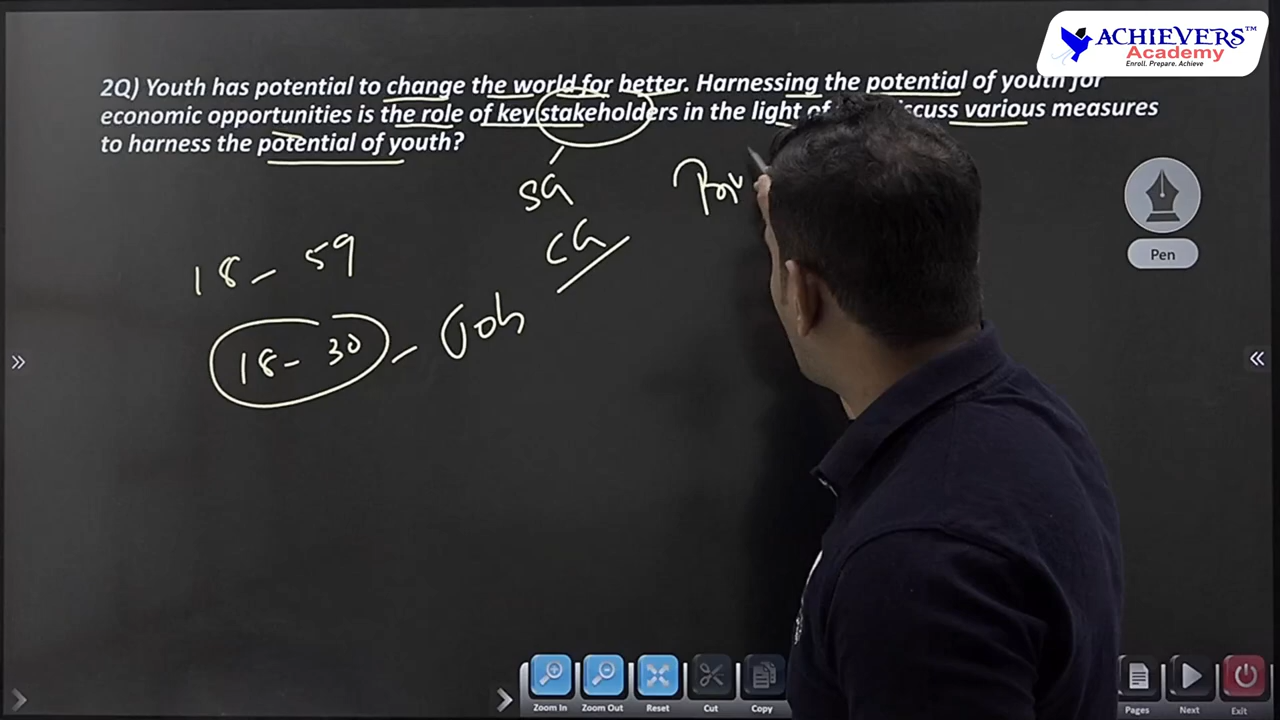 ACHIEVERS™
Academy
Enroll. Prepare. Achieve
2Q) Youth has potential to change the world for better. Harnessing the potential of youth for
economic opportunities is the role of key stakeholders in the light of discuss various measures
to harness the potential of youth?
SG
CG
18 - 59
18 - 30 - Job
Pen
Zoom In
Zoom Out
Reset
Cut
Copy
Pages
Next
Exit